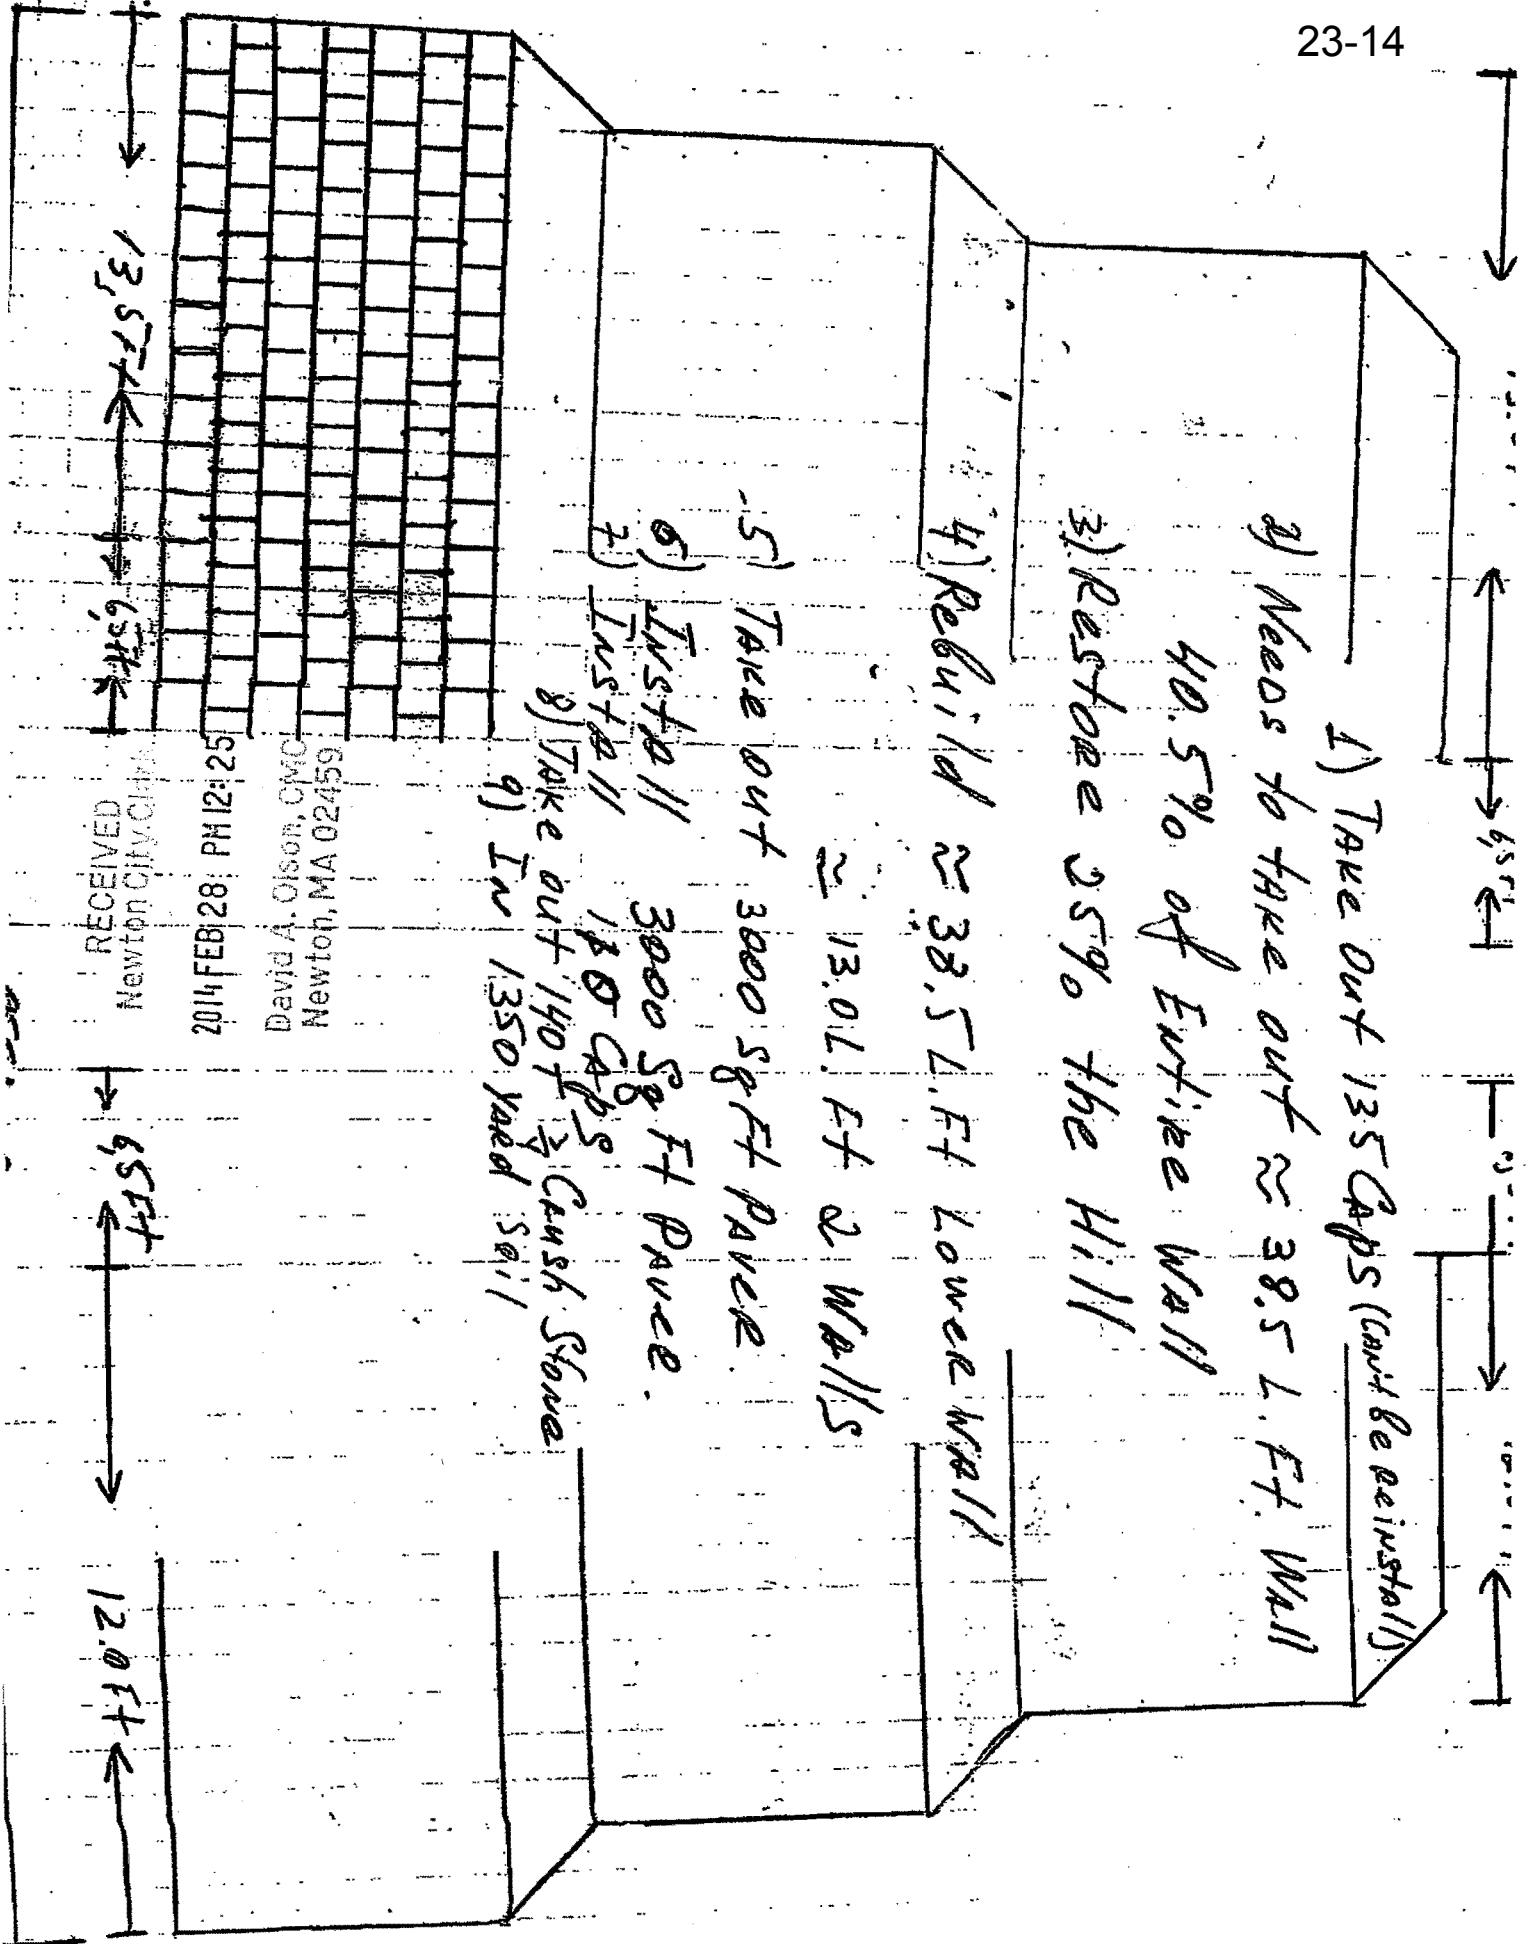 23-14
1) TAKE OUT 135 CAPS (Can't Be Reinstall)
2) Needs to take out ≈ 38.5 L. Ft. Wall
40.5% of Entire Wall
3) Restore 25% the Hill
4) Rebuild ≈ 38.5 L. Ft Lower Wall
≈ 13.0 L. Ft 2 Walls
5) Take out 3000 Sq Ft Paver
6) Install 3000 Sq Ft Paver.
7) Install Caps
8) Take out 140 T 3/4 Crush Stone
9) In 1350 Yard Soil
13.5 Ft
6.5 Ft
6.5 Ft
12.0 Ft
RECEIVED
Newton City
2014 FEB 28 PM 12:25
David A. Olson, CMC
Newton, MA 02459